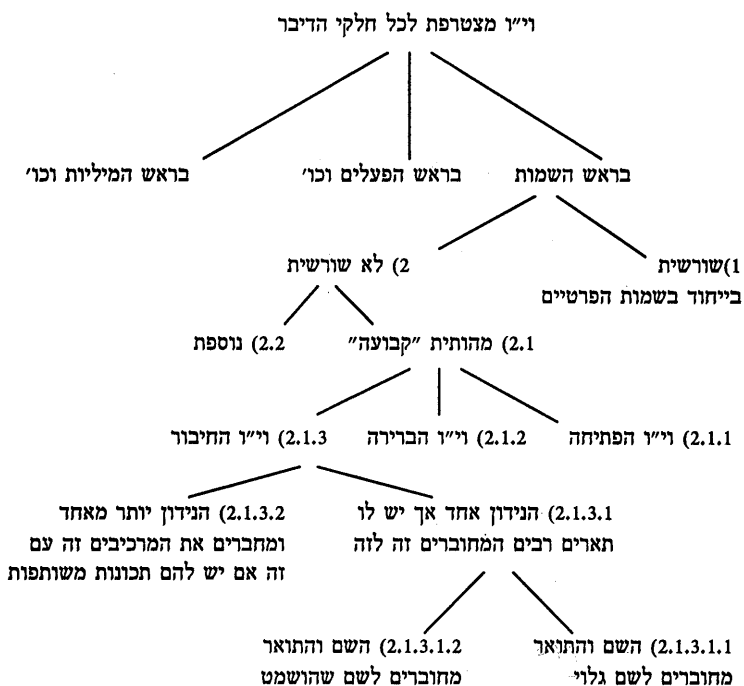 וי״ו מצטרפת לכל חלקי הדיבר
בראש השמות
בראש הפעלים וכו׳
בראש המיליות וכו׳
1)שורשית
בייחוד בשמות הפרטיים
2) לא שורשית
2.1) מהותית ״קבועה״
2.2) נוספת
2.1.1) וי״ו הפתיחה
2.1.2) וי״ו הברירה
2.1.3) וי״ו החיבור
2.1.3.1) הנידון אחד אך יש לו
תארים רבים המחוברים זה לזה
2.1.3.2) הנידון יותר מאחד
ומחברים את המרכיבים זה עם
זה אם יש להם תכונות משותפות
2.1.3.1.1) השם והתואר
מחוברים לשם גלוי
2.1.3.1.2) השם והתואר
מחוברים לשם שהושמט